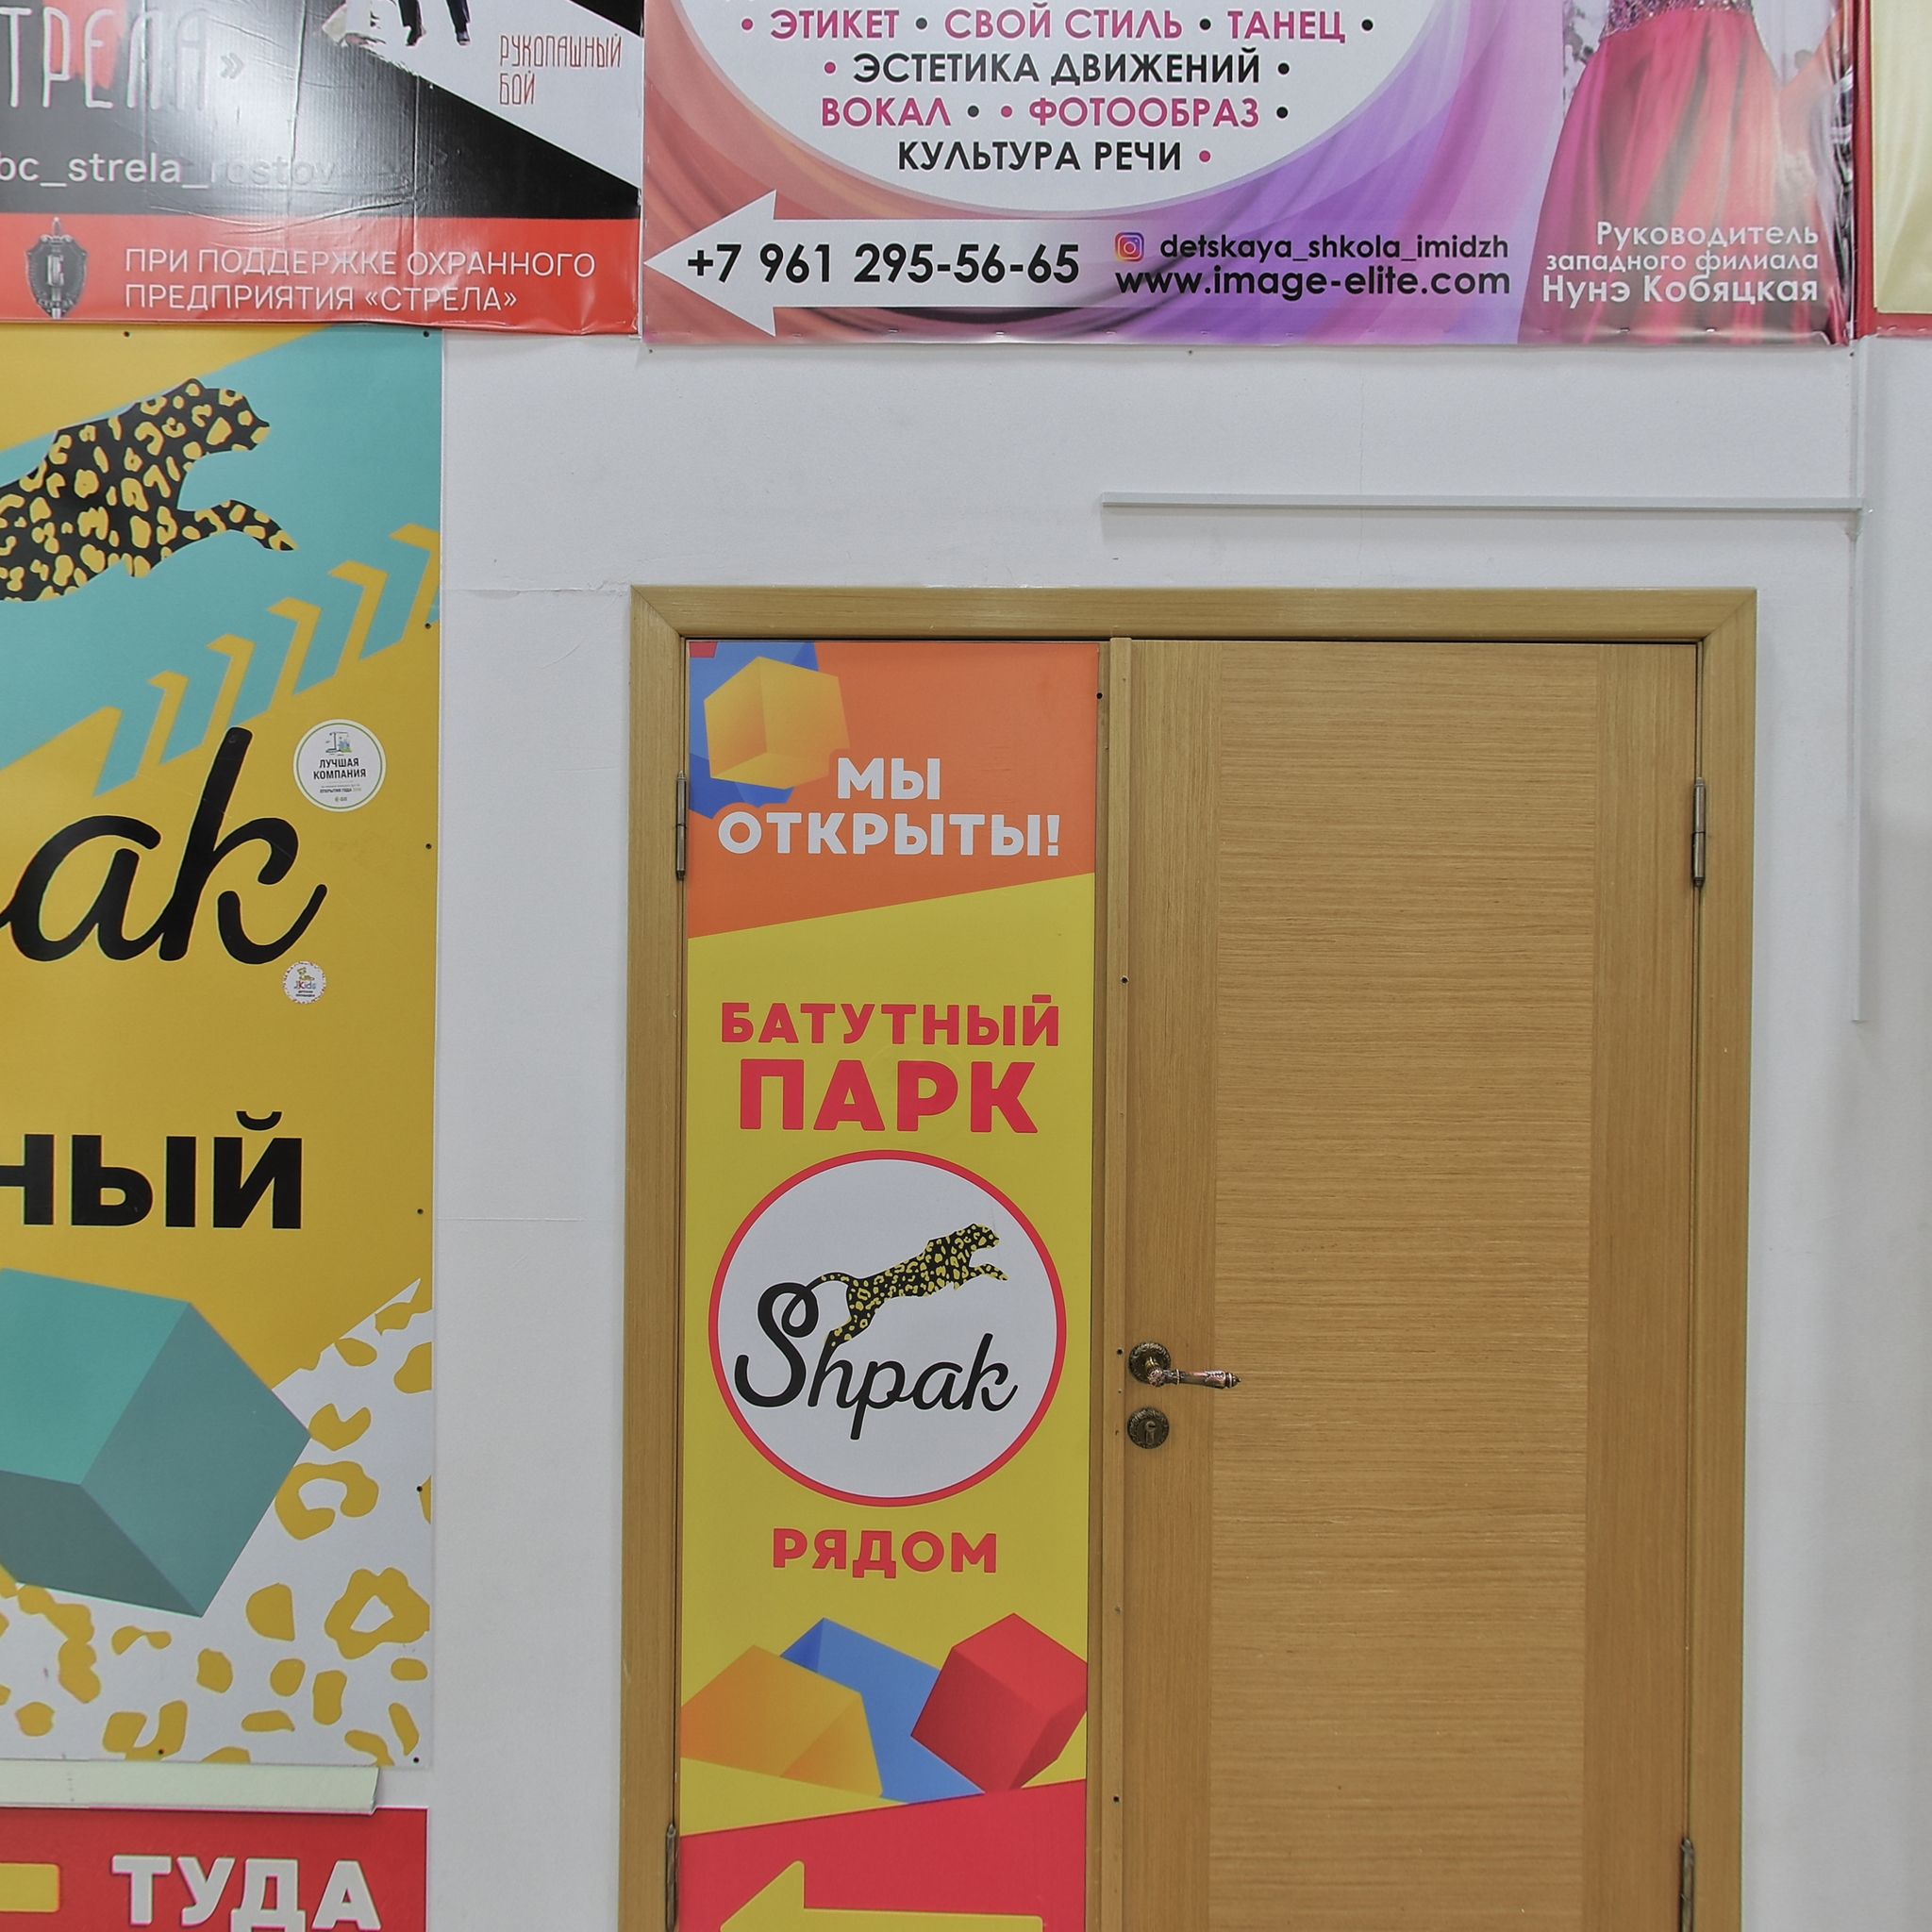 РУКОПАШНЫЙ
БОЙ
bc_strela_rostov
ПРИ ПОДДЕРЖКЕ ОХРАННОГО
ПРЕДПРИЯТИЯ «СТРЕЛА»
• ЭТИКЕТ • СВОЙ СТИЛЬ • ТАНЕЦ •
• ЭСТЕТИКА ДВИЖЕНИЙ •
ВОКАЛ • • ФОТООБРАЗ •
КУЛЬТУРА РЕЧИ •
+7 961 295-56-65
detskaya_shkola_imidzh
www.image-elite.com
Руководитель
западного филиала
Нунэ Кобяцкая
ak
ЛУЧШАЯ
КОМПАНИЯ
ный
ТУДА
МЫ
ОТКРЫТЫ!
БАТУТНЫЙ
ПАРК
Shpak
РЯДОМ